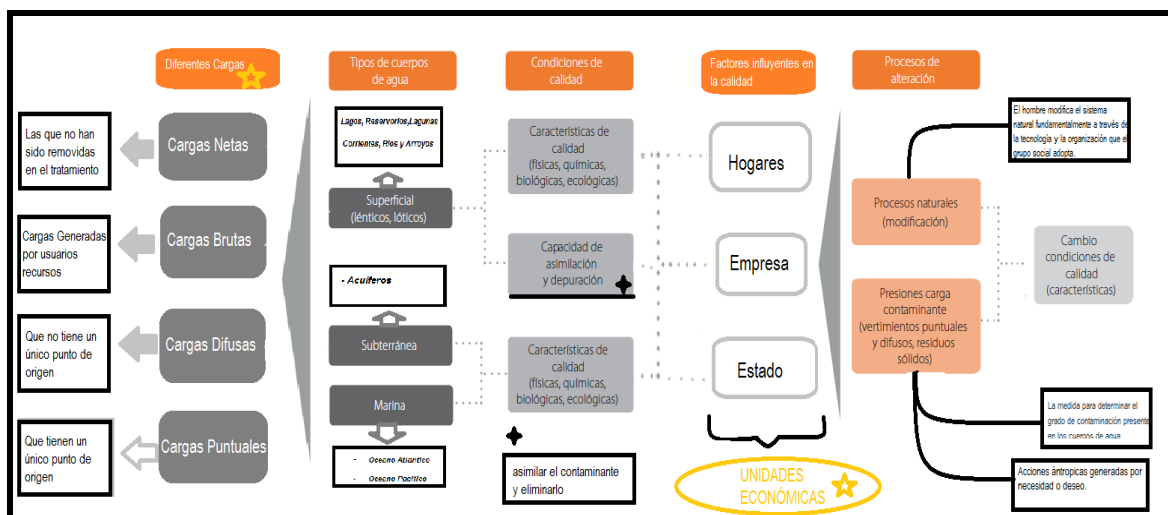 Diferentes Cargas
Las que no han
sido removidas
en el tratamiento
Cargas Netas
Cargas Generadas
por usuarios
recursos
Cargas Brutas
Que no tiene un
único punto de
origen
Cargas Difusas
Que tienen un
único punto de
origen
Cargas Puntuales
Tipos de cuerpos
de agua
Lagos, Reservorios,Lagunas
Corrientes, Ríos y Arroyos
Superficial
(lénticos, lóticos)
- Acuíferos
Subterránea
Marina
- Oceano Atlántico
- Oceano Pacífico
Condiciones de
calidad
Características de
calidad
(físicas, químicas,
biológicas, ecológicas)
Capacidad de
asimilación
y depuración
Características de
calidad
(físicas, químicas,
biológicas, ecológicas)
asimilar el contaminante
y eliminarlo
Factores influyentes en
la calidad
Hogares
Empresa
Estado
UNIDADES
ECONÓMICAS
Procesos de
alteración
El hombre modifica el sistema
natural fundamentalmente a través de
la tecnología y la organización que el
grupo social adopta.
Procesos naturales
(modificación)
Presiones carga
contaminante
(vertimientos puntuales
y difusos, residuos
sólidos)
Cambio
condiciones de
calidad
(características)
La medida para determinar el
grado de contaminación presente
en los cuerpos de agua
Acciones ántropicas generadas por
necesidad o deseo.